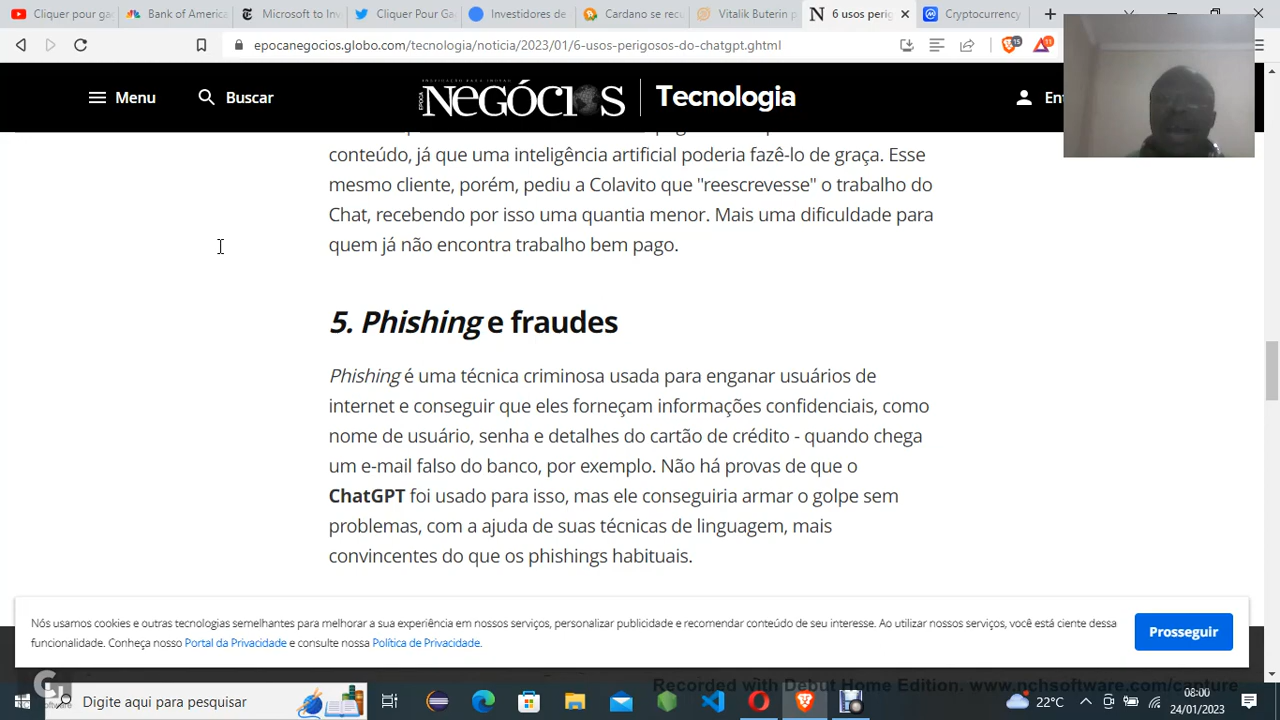 Cliquer pour ga
Bank of America
Microsoft to Inv
Cliquer Pour Ga
Investidores de
Cardano se recu
Vitalik Buterin p
6 usos perig
Cryptocurrency
epocanegocios.globo.com/tecnologia/noticia/2023/01/6-usos-perigosos-do-chatgpt.ghtml
Menu
Buscar
NEGÓCIOS
Tecnologia
conteúdo, já que uma inteligência artificial poderia fazê-lo de graça. Esse
mesmo cliente, porém, pediu a Colavito que "reescrevesse" o trabalho do
Chat, recebendo por isso uma quantia menor. Mais uma dificuldade para
quem já não encontra trabalho bem pago.
5. Phishing e fraudes
Phishing é uma técnica criminosa usada para enganar usuários de
internet e conseguir que eles forneçam informações confidenciais, como
nome de usuário, senha e detalhes do cartão de crédito - quando chega
um e-mail falso do banco, por exemplo. Não há provas de que o
ChatGPT foi usado para isso, mas ele conseguiria armar o golpe sem
problemas, com a ajuda de suas técnicas de linguagem, mais
convincentes do que os phishings habituais.
Nós usamos cookies e outras tecnologias semelhantes para melhorar a sua experiência em nossos serviços, personalizar publicidade e recomendar conteúdo de seu interesse. Ao utilizar nossos serviços, você está ciente dessa
funcionalidade. Conheça nosso Portal da Privacidade e consulte nossa Política de Privacidade.
Prosseguir
Recorded with Debut Home Edition. www.nchsoftware.com/capture
Digite aqui para pesquisar
22°C
08:00
24/01/2023